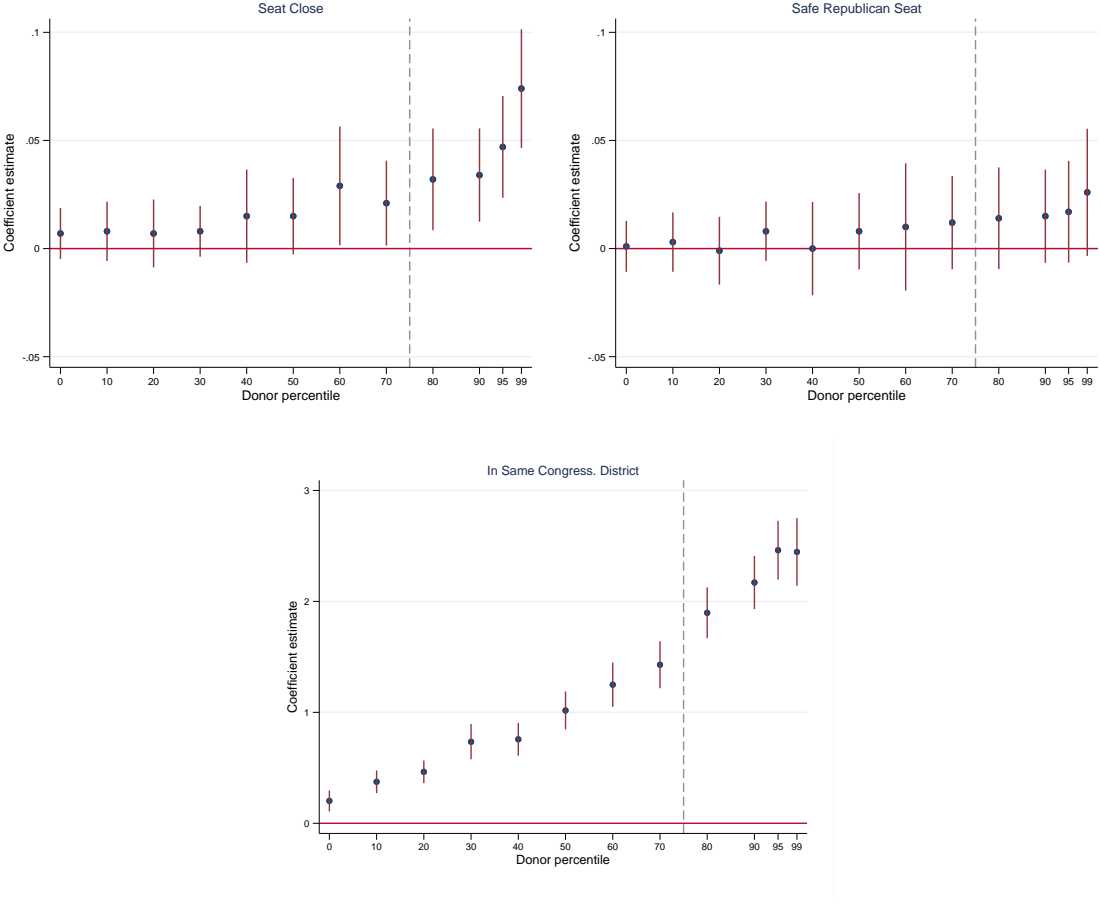 Seat Close
Coefficient estimate
.1
.05
0
-.05
0 10 20 30 40 50 60 70 80 90 95 99
Donor percentile
Safe Republican Seat
Coefficient estimate
.1
.05
0
-.05
0 10 20 30 40 50 60 70 80 90 95 99
Donor percentile
In Same Congress. District
Coefficient estimate
3
2
1
0
0 10 20 30 40 50 60 70 80 90 95 99
Donor percentile